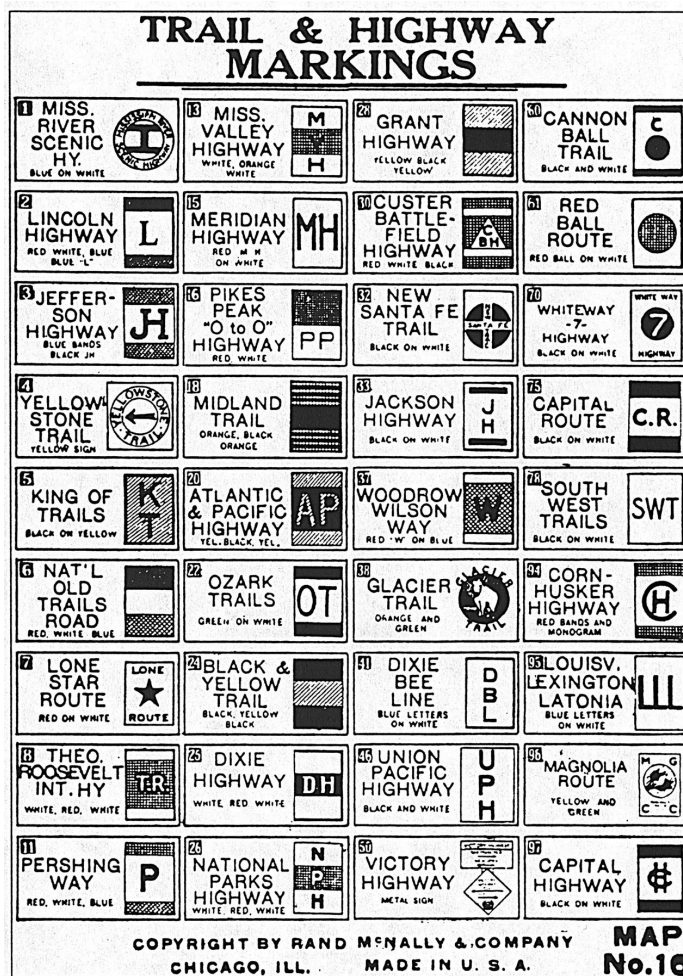 TRAIL & HIGHWAY
MARKINGS
1 MISS.
RIVER
SCENIC
HY.
BLUE ON WHITE
MISSISSIPPI RIVER
SCENIC HIGHWAY
13 MISS.
VALLEY
HIGHWAY
WHITE, ORANGE
WHITE
M
V
H
GRANT
HIGHWAY
YELLOW BLACK
YELLOW
60 CANNON
BALL
TRAIL
BLACK AND WHITE
C
2
LINCOLN
HIGHWAY
RED WHITE, BLUE
BLUE "L"
L
15
MERIDIAN
HIGHWAY
RED M H
ON WHITE
MH
30 CUSTER
BATTLE-
FIELD
HIGHWAY
RED WHITE BLACK
C
BH
61 RED
BALL
ROUTE
RED BALL ON WHITE
3 JEFFER-
SON
HIGHWAY
BLUE BANDS
BLACK JH
JH
16 PIKES
PEAK
"O to O"
HIGHWAY
RED, WHITE
PP
32 NEW
SANTA FE
TRAIL
BLACK ON WHITE
NEW
SANTA FE
TRAIL
70
WHITEWAY
-7-
HIGHWAY
BLACK ON WHITE
WHITE WAY
7
HIGHWAY
4
YELLOW-
STONE
TRAIL
YELLOW SIGN
YELLOWSTONE
TRAIL
18
MIDLAND
TRAIL
ORANGE, BLACK
ORANGE
33
JACKSON
HIGHWAY
BLACK ON WHITE
J
H
75
CAPITAL
ROUTE
BLACK ON WHITE
C.R.
5
KING OF
TRAILS
BLACK ON YELLOW
K
T
20
ATLANTIC
& PACIFIC
HIGHWAY
YEL. BLACK, YEL.
AP
37
WOODROW
WILSON
WAY
RED "W" ON BLUE
W
78
SOUTH
WEST
TRAILS
BLACK ON WHITE
SWT
6 NAT'L
OLD
TRAILS
ROAD
RED, WHITE BLUE
22
OZARK
TRAILS
GREEN ON WHITE
OT
38
GLACIER
TRAIL
ORANGE AND
GREEN
GLACIER
TRAIL
94 CORN-
HUSKER
HIGHWAY
RED BANDS AND
MONOGRAM
CH
7 LONE
STAR
ROUTE
RED ON WHITE
LONE
ROUTE
24 BLACK &
YELLOW
TRAIL
BLACK, YELLOW
BLACK
41 DIXIE
BEE
LINE
BLUE LETTERS
ON WHITE
D
B
L
95 LOUISV.
LEXINGTON
LATONIA
BLUE LETTERS
ON WHITE
LLL
8 THEO.
ROOSEVELT
INT. HY
WHITE, RED, WHITE
T.R.
25 DIXIE
HIGHWAY
WHITE, RED, WHITE
DH
46 UNION
PACIFIC
HIGHWAY
BLACK AND WHITE
U
P
H
96
MAGNOLIA
ROUTE
YELLOW AND
GREEN
M G
C C
11
PERSHING
WAY
RED, WHITE, BLUE
P
26
NATIONAL
PARKS
HIGHWAY
WHITE, RED, WHITE
N
P
H
50
VICTORY
HIGHWAY
METAL SIGN
97
CAPITAL
HIGHWAY
BLACK ON WHITE
CH
COPYRIGHT BY RAND McNALLY & COMPANY
CHICAGO, ILL. MADE IN U. S. A.
MAP
No.16